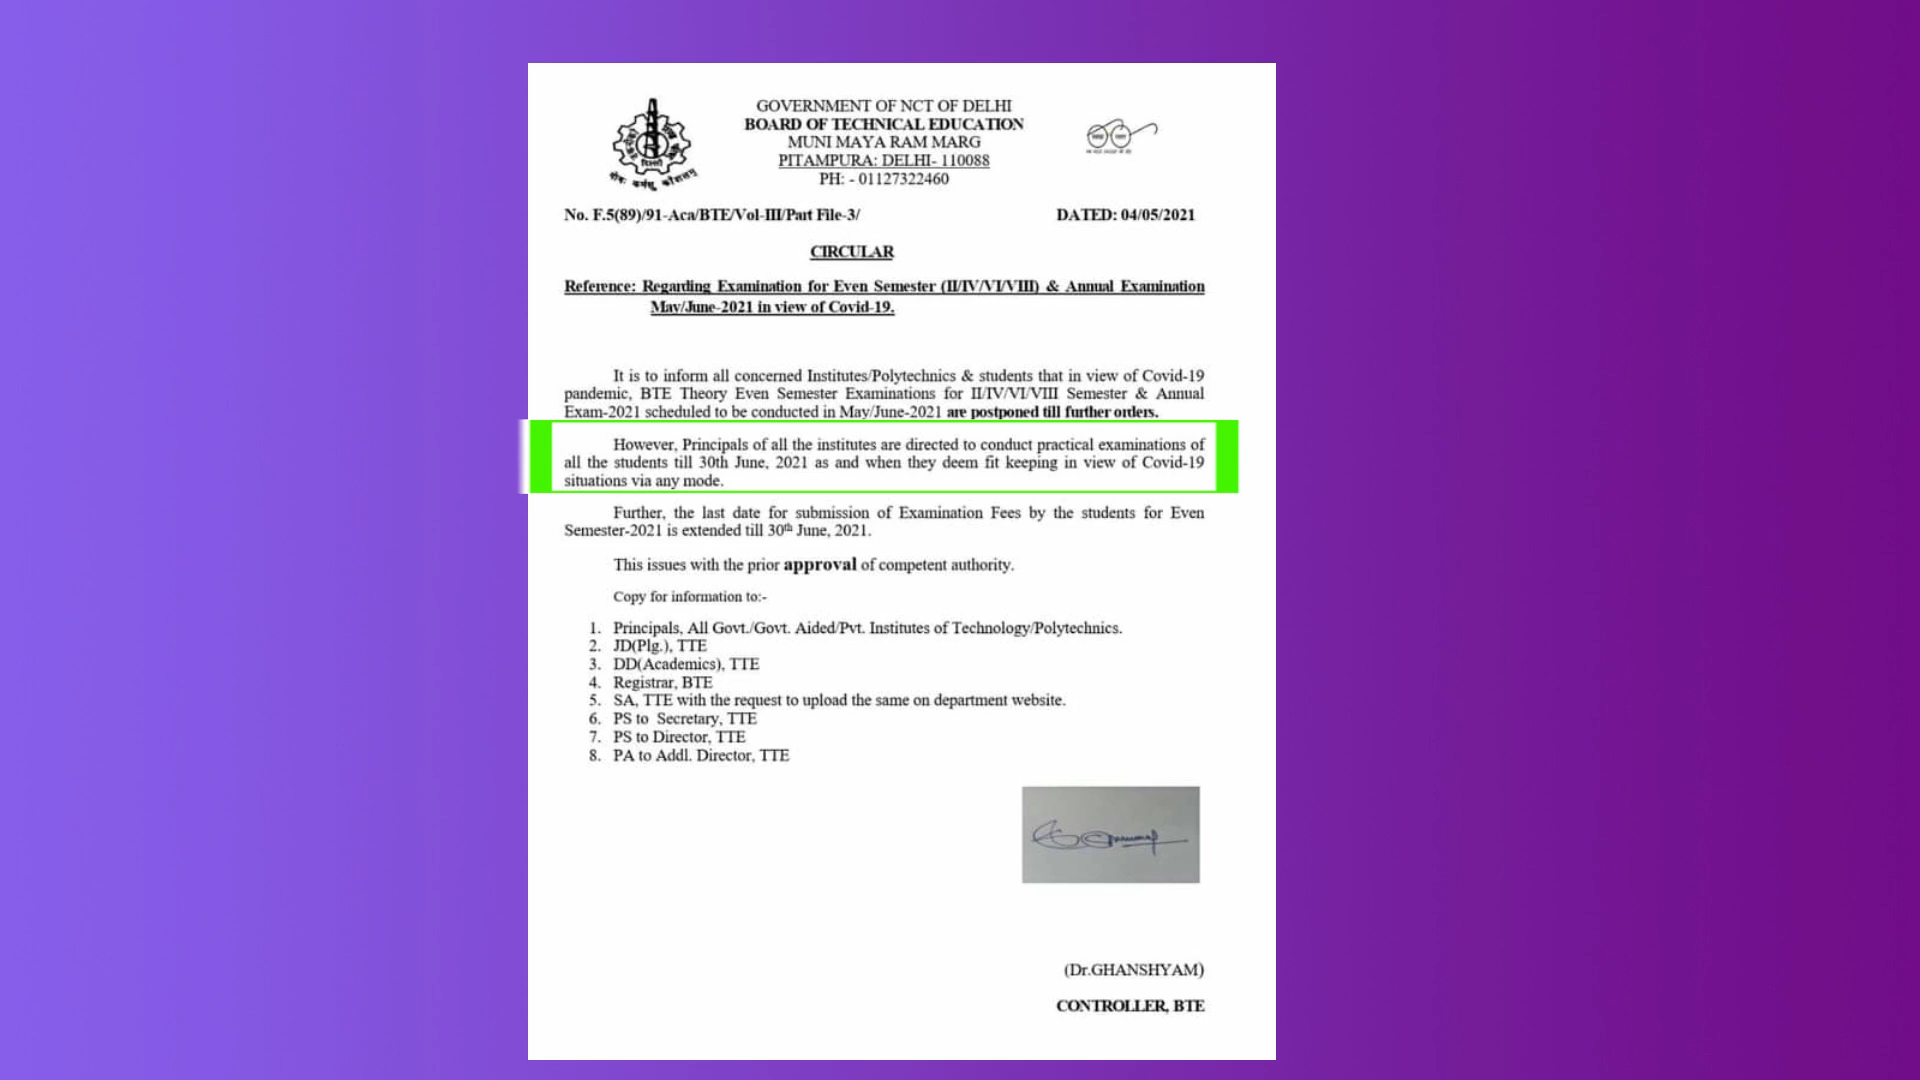 GOVERNMENT OF NCT OF DELHI
BOARD OF TECHNICAL EDUCATION
MUNI MAYA RAM MARG
PITAMPURA: DELHI- 110088
PH: - 01127322460
No. F.5(89)/91-Aca/BTE/Vol-III/Part File-3/ DATED: 04/05/2021
CIRCULAR
Reference: Regarding Examination for Even Semester (II/IV/VI/VIII) & Annual Examination
May/June-2021 in view of Covid-19.
It is to inform all concerned Institutes/Polytechnics & students that in view of Covid-19
pandemic, BTE Theory Even Semester Examinations for II/IV/VI/VIII Semester & Annual
Exam-2021 scheduled to be conducted in May/June-2021 are postponed till further orders.
However, Principals of all the institutes are directed to conduct practical examinations of
all the students till 30th June, 2021 as and when they deem fit keeping in view of Covid-19
situations via any mode.
Further, the last date for submission of Examination Fees by the students for Even
Semester-2021 is extended till 30th June, 2021.
This issues with the prior approval of competent authority.
Copy for information to:-
1. Principals, All Govt./Govt. Aided/Pvt. Institutes of Technology/Polytechnics.
2. JD(Plg.), TTE
3. DD(Academics), TTE
4. Registrar, BTE
5. SA, TTE with the request to upload the same on department website.
6. PS to Secretary, TTE
7. PS to Director, TTE
8. PA to Addl. Director, TTE
(Dr.GHANSHYAM)
CONTROLLER, BTE